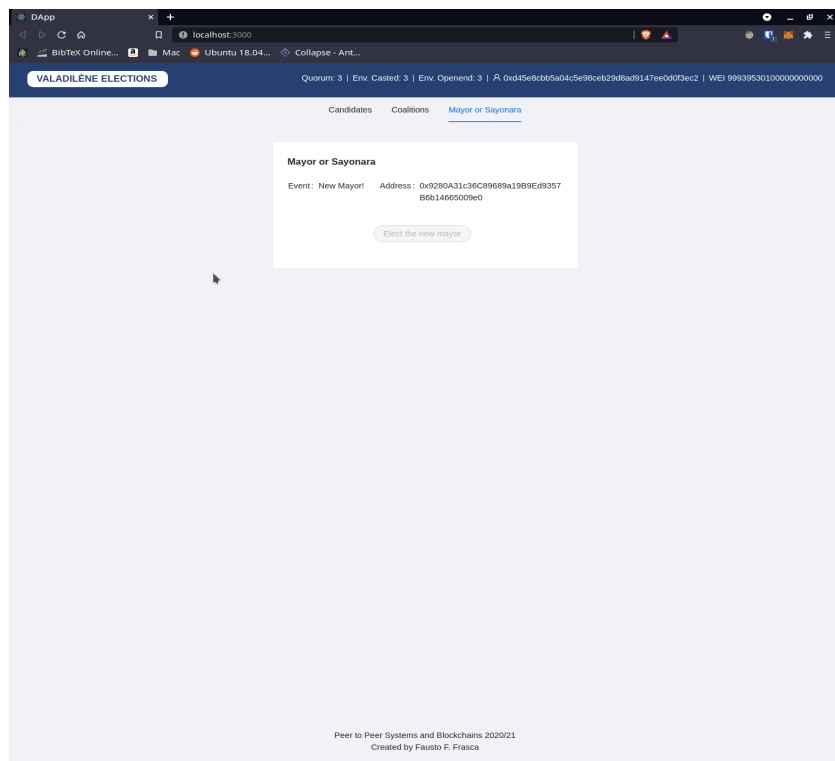 DApp
localhost:3000
BibTeX Online... a Mac Ubuntu 18.04... Collapse - Ant...
VALADILÈNE ELECTIONS Quorum: 3 | Env. Casted: 3 | Env. Openend: 3 | 0xd45e8cbb5a04c5e98ceb29d8ad9147ee0d0f3ec2 | WEI 99939530100000000000
Candidates Coalitions Mayor or Sayonara
Mayor or Sayonara
Event: New Mayor! Address: 0x9280A31c36C89689a19B9Ed9357
B6b14665009e0
Elect the new mayor
Peer to Peer Systems and Blockchains 2020/21
Created by Fausto F. Frasca